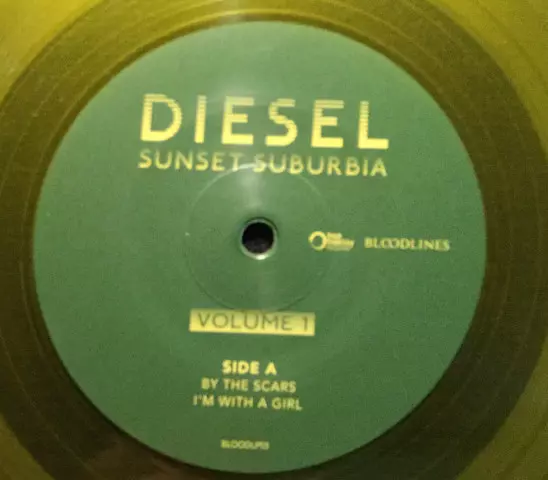 DIESEL
SUNSET SUBURBIA
BLOODLINES
VOLUME 1
SIDE A
BY THE SCARS
I'M WITH A GIRL